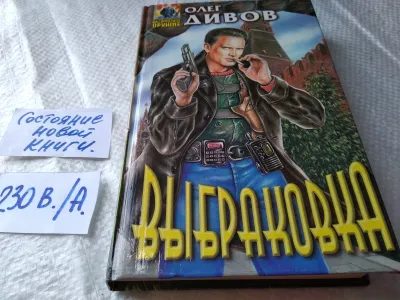 ОЛЕГ
ДИВОВ
ВЫБРАКОВКА
Состояние
новой
книги.
230 В./А.